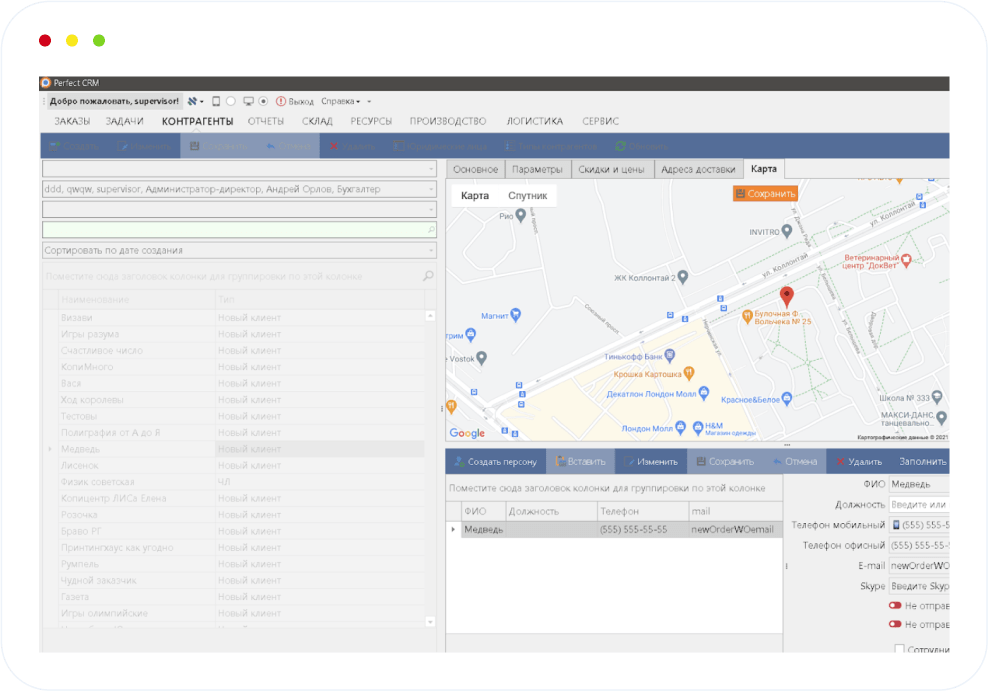 Perfect CRM
Добро пожаловать, supervisor! Выход Справка
ЗАКАЗЫ ЗАДАЧИ КОНТРАГЕНТЫ ОТЧЕТЫ СКЛАД РЕСУРСЫ ПРОИЗВОДСТВО ЛОГИСТИКА СЕРВИС
Создать Изменить Сохранить Отмена Удалить Обновить
Основное Параметры Скидки и цены Адреса доставки Карта
ddd, qwqw, supervisor, Администратор-директор, Андрей Орлов, Бухгалтер
Сортировать по дате создания
Поместите сюда заголовок колонки для группировки по этой колонке
Наименование Тип
Визави Новый клиент
Игры разума Новый клиент
Счастливое число Новый клиент
КопиМного Новый клиент
Вася Новый клиент
Ход королевы Новый клиент
Тестовы Новый клиент
Полиграфия от А до Я Новый клиент
Медведь Новый клиент
Лисенок Новый клиент
Физик советская ЧЛ
Копицентр ЛИСа Елена Новый клиент
Розочка Новый клиент
Браво РГ Новый клиент
Принтингхаус как угодно Новый клиент
Румпель Новый клиент
Чудной заказчик Новый клиент
Газета Новый клиент
Игры олимпийские Новый клиент
Карта Спутник
Сохранить
Рио
INVITRO
ул. Коллонтай
ул. Коллонтай
Ветеринарный
центр "ДокВет"
ЖК Коллонтай 2
Магнит
Булочная Ф.
Вольчека № 25
трим
Vostok
Тинькофф Банк
Крошка Картошка
Декатлон Лондон Молл
Красное&Белое
Школа № 333
МАКСИ-ДАНС,
танцевально...
Лондон Молл
H&M
Магазин одежды
Google
Картографические данные © 2021
Создать персону Вставить Изменить Сохранить Отмена Удалить Заполнить
Поместите сюда заголовок колонки для группировки по этой колонке
ФИО Должность Телефон mail
Медведь (555) 555-55-55 newOrderWOemail
ФИО Медведь
Должность Введите или
Телефон мобильный (555) 555-5
Телефон офисный (555) 555-55-
E-mail newOrderWO
Skype Введите Skyp
Не отправ
Не отправ
Сотрудни